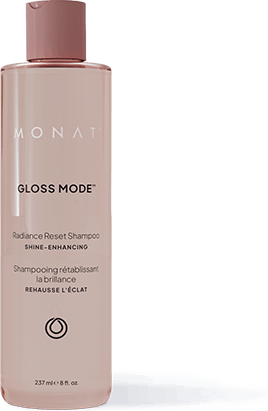 MONAT
GLOSS MODE™
Radiance Reset Shampoo
SHINE-ENHANCING
Shampooing rétablissant
la brillance
REHAUSSE L'ÉCLAT
237 ml e 8 fl. oz.